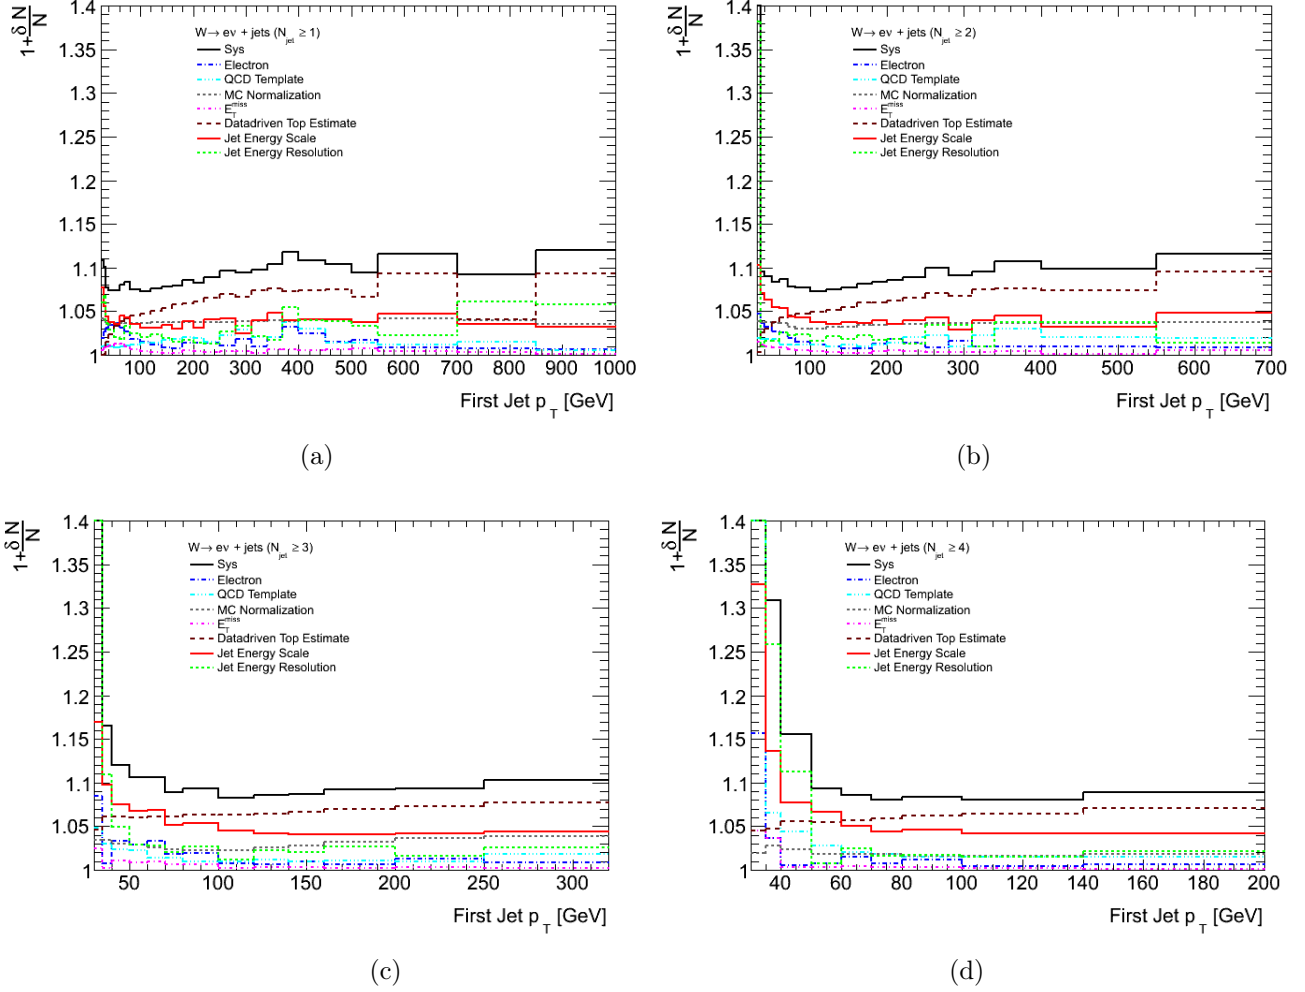 1+δN/N
1.4
1.35
1.3
1.25
1.2
1.15
1.1
1.05
1
W→ eν + jets (N_jet ≥ 1)
Sys
Electron
QCD Template
MC Normalization
E_T^miss
Datadriven Top Estimate
Jet Energy Scale
Jet Energy Resolution
100 200 300 400 500 600 700 800 900 1000
First Jet p_T [GeV]
(a)
1+δN/N
1.4
1.35
1.3
1.25
1.2
1.15
1.1
1.05
1
W→ eν + jets (N_jet ≥ 2)
Sys
Electron
QCD Template
MC Normalization
E_T^miss
Datadriven Top Estimate
Jet Energy Scale
Jet Energy Resolution
100 200 300 400 500 600 700
First Jet p_T [GeV]
(b)
1+δN/N
1.4
1.35
1.3
1.25
1.2
1.15
1.1
1.05
1
W→ eν + jets (N_jet ≥ 3)
Sys
Electron
QCD Template
MC Normalization
E_T^miss
Datadriven Top Estimate
Jet Energy Scale
Jet Energy Resolution
50 100 150 200 250 300
First Jet p_T [GeV]
(c)
1+δN/N
1.4
1.35
1.3
1.25
1.2
1.15
1.1
1.05
1
W→ eν + jets (N_jet ≥ 4)
Sys
Electron
QCD Template
MC Normalization
E_T^miss
Datadriven Top Estimate
Jet Energy Scale
Jet Energy Resolution
40 60 80 100 120 140 160 180 200
First Jet p_T [GeV]
(d)